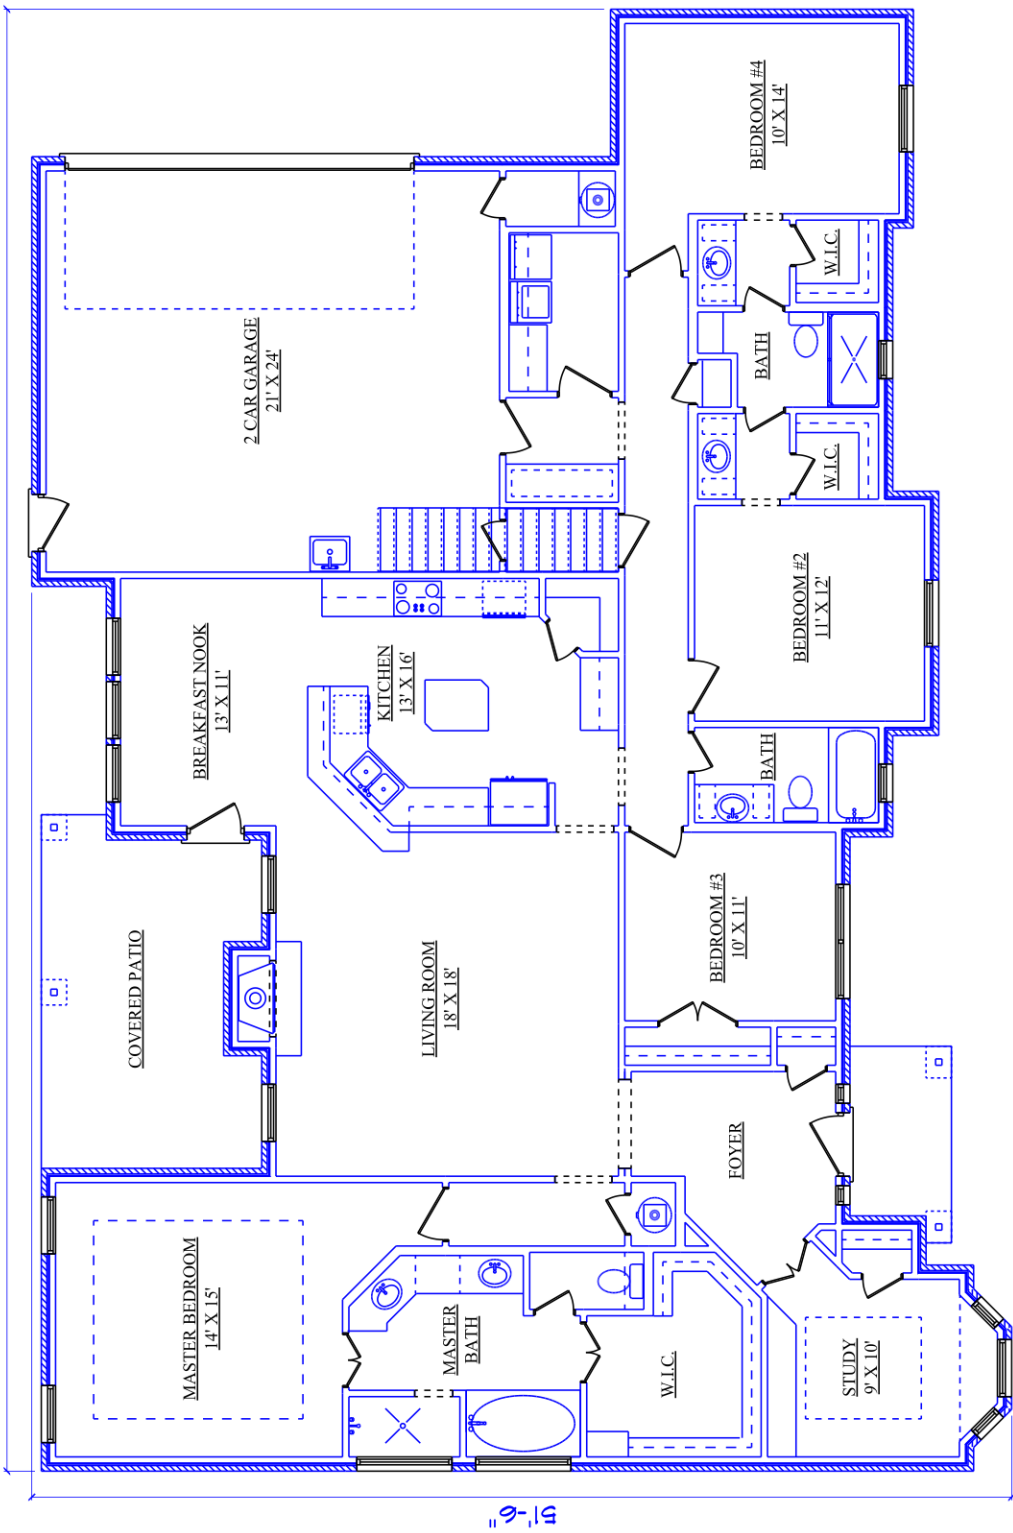 BEDROOM #4
10' X 14'
2 CAR GARAGE
21' X 24'
W.I.C.
BATH
W.I.C.
BEDROOM #2
11' X 12'
BREAKFAST NOOK
13' X 11'
KITCHEN
13' X 16'
BATH
BEDROOM #3
10' X 11'
COVERED PATIO
LIVING ROOM
18' X 18'
FOYER
MASTER BEDROOM
14' X 15'
MASTER
BATH
W.I.C.
STUDY
9' X 10'
51'-6"